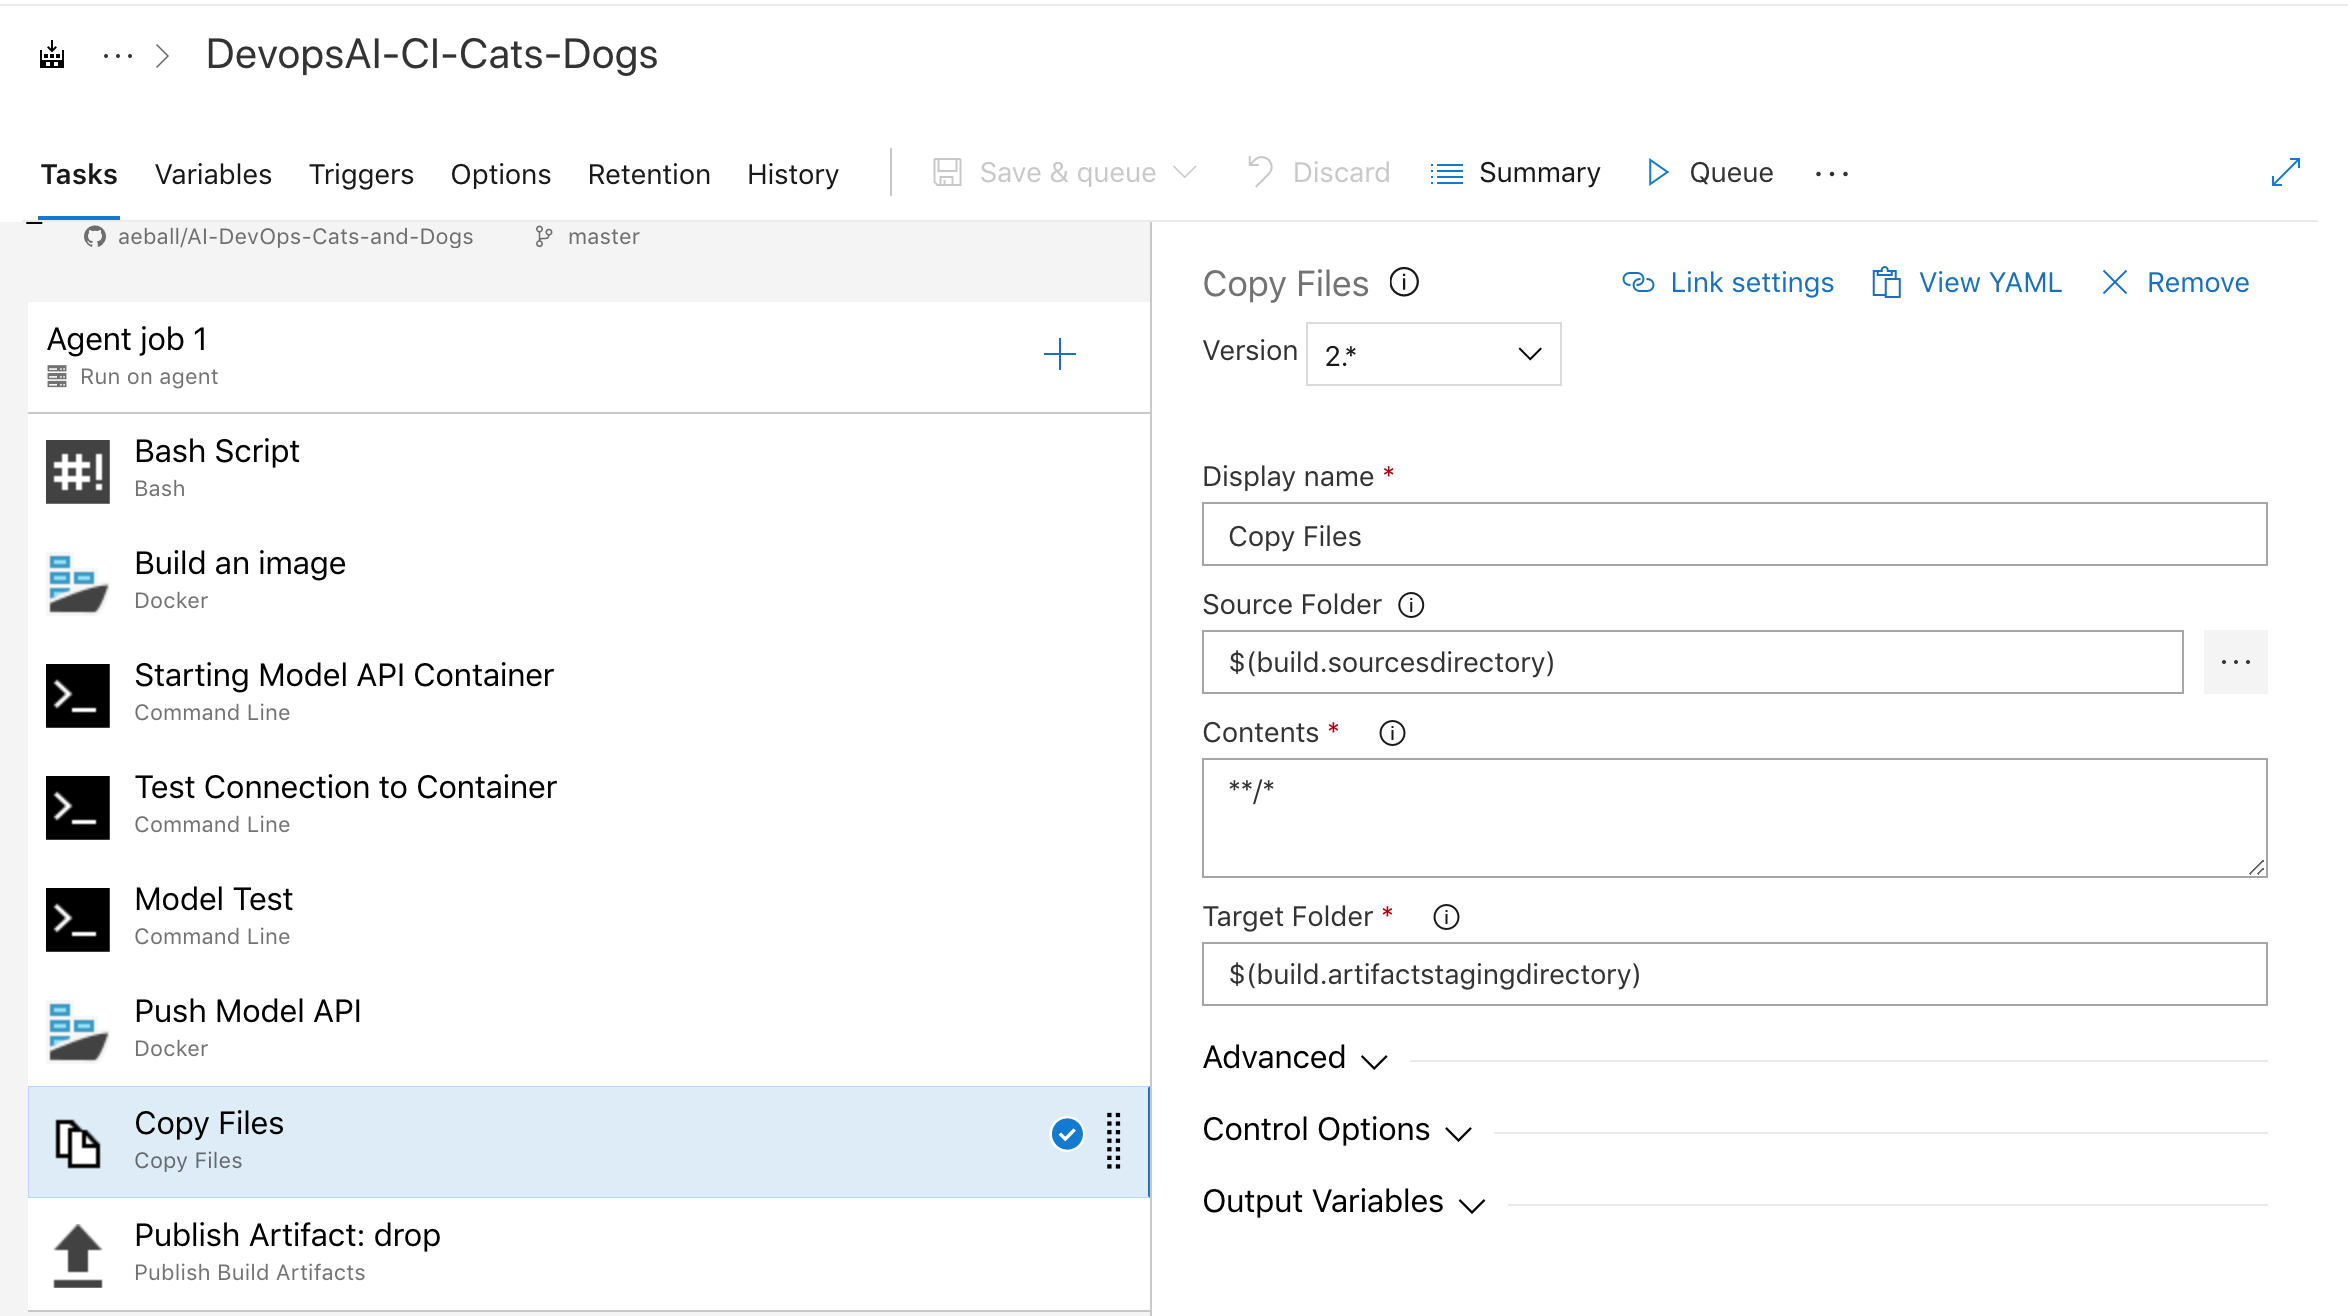 ··· > DevopsAI-CI-Cats-Dogs
Tasks Variables Triggers Options Retention History Save & queue Discard Summary Queue ···
aeball/AI-DevOps-Cats-and-Dogs master
Agent job 1
Run on agent
#!
Bash Script
Bash
Build an image
Docker
>_
Starting Model API Container
Command Line
>_
Test Connection to Container
Command Line
>_
Model Test
Command Line
Push Model API
Docker
Copy Files
Copy Files
Publish Artifact: drop
Publish Build Artifacts
Copy Files Link settings View YAML Remove
Version 2.*
Display name *
Copy Files
Source Folder
$(build.sourcesdirectory) ···
Contents *
**/*
Target Folder *
$(build.artifactstagingdirectory)
Advanced
Control Options
Output Variables